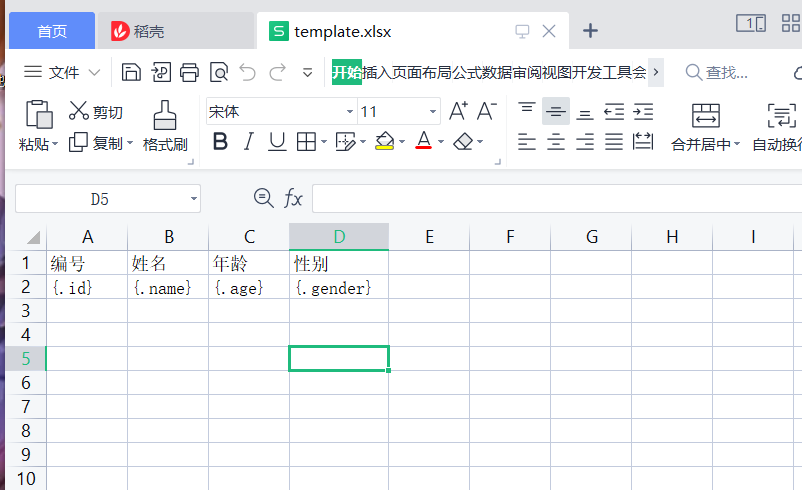 首页 稻壳 S template.xlsx 1
文件 开始插入页面布局公式数据审阅视图开发工具会 查找...
剪切 宋体 11 A+ A-
粘贴 复制 格式刷 B I U A 合并居中 自动换行
D5 fx
A B C D E F G H I
1 编号 姓名 年龄 性别
2 {.id} {.name} {.age} {.gender}
3
4
5
6
7
8
9
10